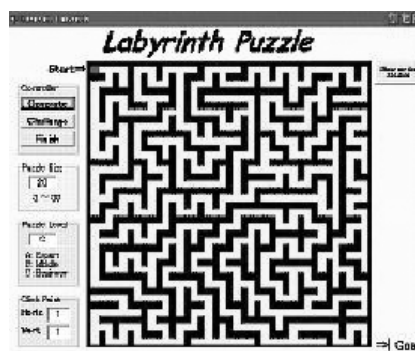 Labyrinth Puzzle
Start⇒
Controller
Generate
Challenge
Finish
Puzzle Size
20
Puzzle Level
C
A: Expert
B: Middle
C: Beginner
Click Point
Horiz 1
Vert 1
⇒ Goal